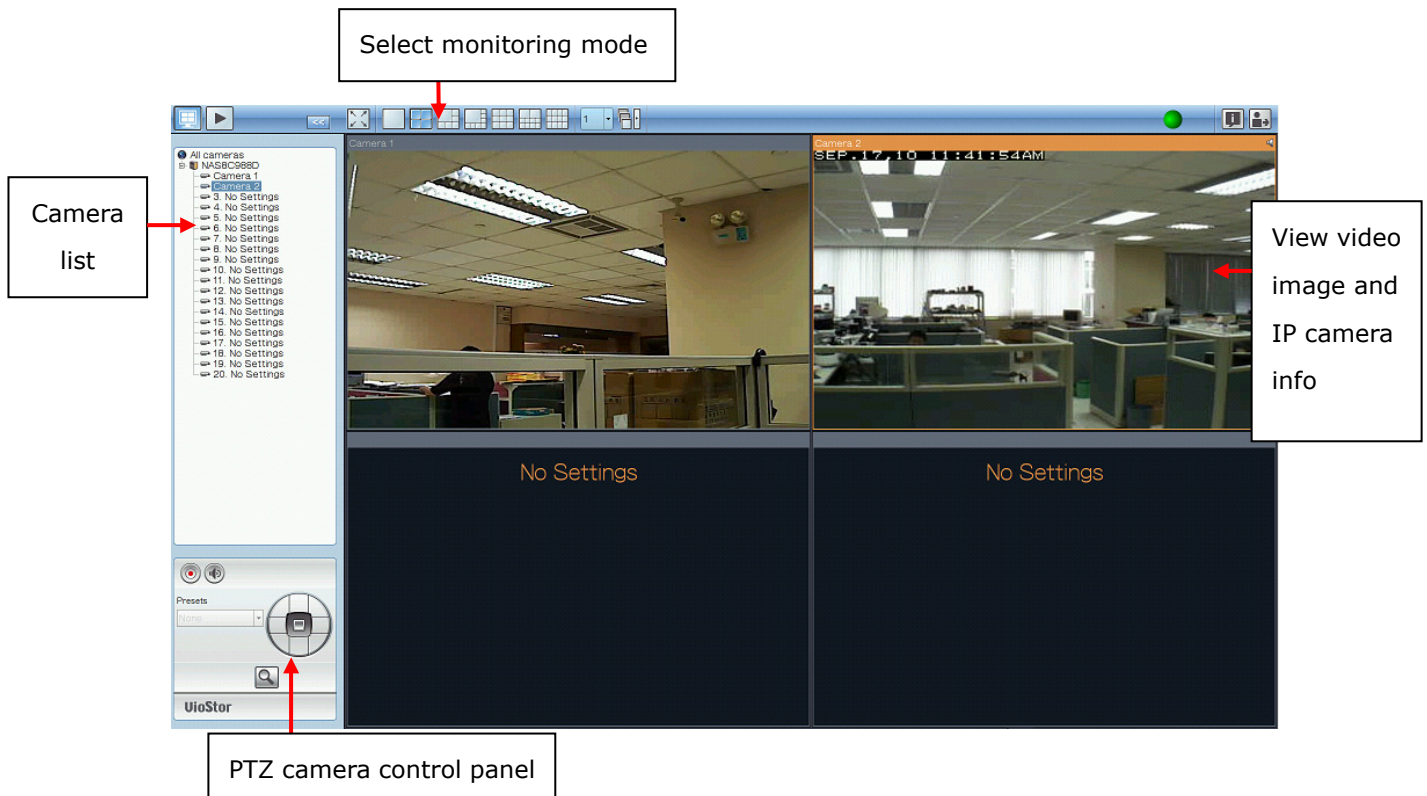 Select monitoring mode
<<
1
Camera 1
Camera 2
SEP.17,10 11:41:54AM
All cameras
NAS8C988D
Camera 1
Camera 2
3. No Settings
4. No Settings
5. No Settings
6. No Settings
7. No Settings
8. No Settings
9. No Settings
10. No Settings
11. No Settings
12. No Settings
13. No Settings
14. No Settings
15. No Settings
16. No Settings
17. No Settings
18. No Settings
19. No Settings
20. No Settings
Camera
list
View video
image and
IP camera
info
No Settings
No Settings
Presets
None
VioStor
PTZ camera control panel